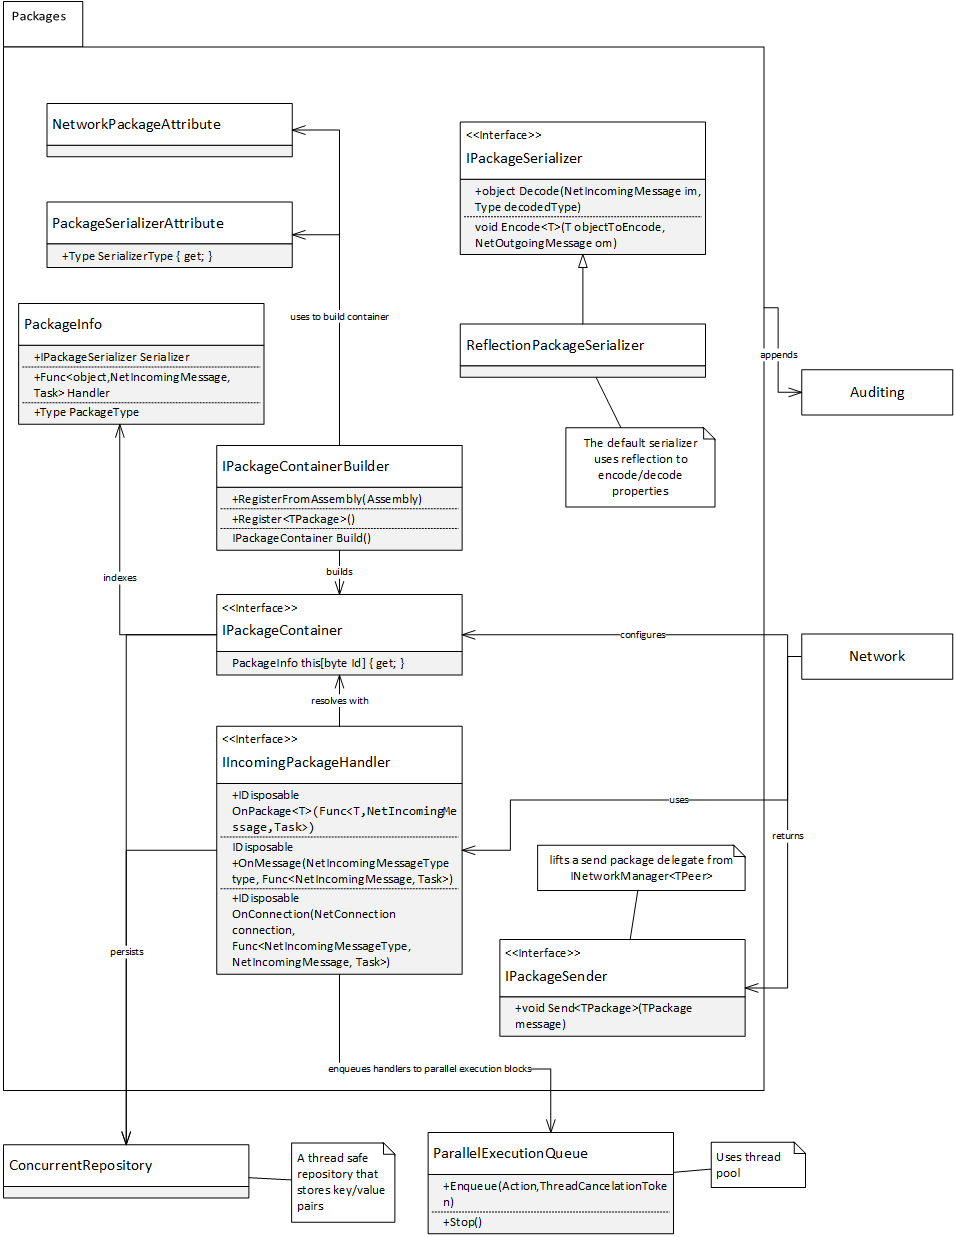 Packages
NetworkPackageAttribute
PackageSerializerAttribute
+Type SerializerType { get; }
<<Interface>>
IPackageSerializer
+object Decode(NetIncomingMessage im,
Type decodedType)
void Encode<T>(T objectToEncode,
NetOutgoingMessage om)
uses to build container
PackageInfo
+IPackageSerializer Serializer
+Func<object,NetIncomingMessage,
Task> Handler
+Type PackageType
ReflectionPackageSerializer
appends
Auditing
The default serializer
uses reflection to
encode/decode
properties
IPackageContainerBuilder
+RegisterFromAssembly(Assembly)
+Register<TPackage>()
IPackageContainer Build()
builds
indexes
<<Interface>>
IPackageContainer
PackageInfo this[byte Id] { get; }
configures
Network
resolves with
<<Interface>>
IIncomingPackageHandler
+IDisposable
OnPackage<T>(Func<T,NetIncomingMe
ssage,Task>)
IDisposable
+OnMessage(NetIncomingMessageType
type, Func<NetIncomingMessage, Task>)
+IDisposable
OnConnection(NetConnection
connection,
Func<NetIncomingMessageType,
NetIncomingMessage, Task>)
uses
returns
lifts a send package delegate from
INetworkManager<TPeer>
persists
<<Interface>>
IPackageSender
+void Send<TPackage>(TPackage
message)
enqueues handlers to parallel execution blocks
ConcurrentRepository
A thread safe
repository that
stores key/value
pairs
ParallelExecutionQueue
+Enqueue(Action,ThreadCancelationToke
n)
+Stop()
Uses thread
pool